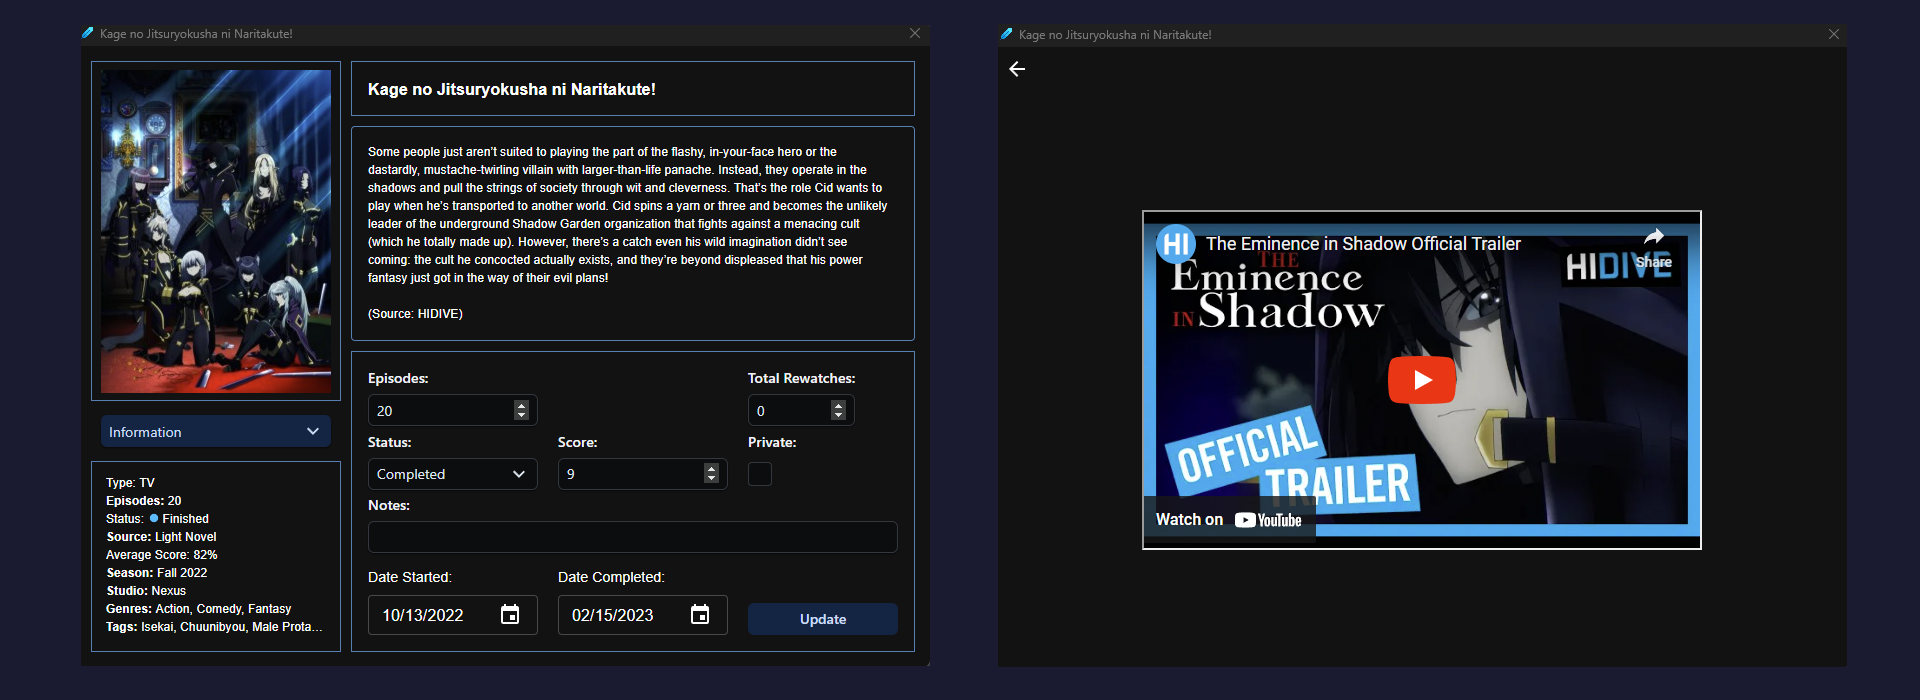 Kage no Jitsuryokusha ni Naritakute!
Kage no Jitsuryokusha ni Naritakute!
Some people just aren't suited to playing the part of the flashy, in-your-face hero or the
dastardly, mustache-twirling villain with larger-than-life panache. Instead, they operate in the
shadows and pull the strings of society through wit and cleverness. That's the role Cid wants to
play when he's transported to another world. Cid spins a yarn or three and becomes the unlikely
leader of the underground Shadow Garden organization that fights against a menacing cult
(which he totally made up). However, there's a catch even his wild imagination didn't see
coming: the cult he concocted actually exists, and they're beyond displeased that his power
fantasy just got in the way of their evil plans!
(Source: HIDIVE)
Information
Type: TV
Episodes: 20
Status: Finished
Source: Light Novel
Average Score: 82%
Season: Fall 2022
Studio: Nexus
Genres: Action, Comedy, Fantasy
Tags: Isekai, Chuunibyou, Male Prota...
Episodes:
20
Total Rewatches:
0
Status:
Completed
Score:
9
Private:
Notes:
Date Started:
10/13/2022
Date Completed:
02/15/2023
Update
Kage no Jitsuryokusha ni Naritakute!
HI
The Eminence in Shadow Official Trailer
Share
HIDIVE
THE
Eminence
IN Shadow
OFFICIAL
TRAILER
Watch on YouTube